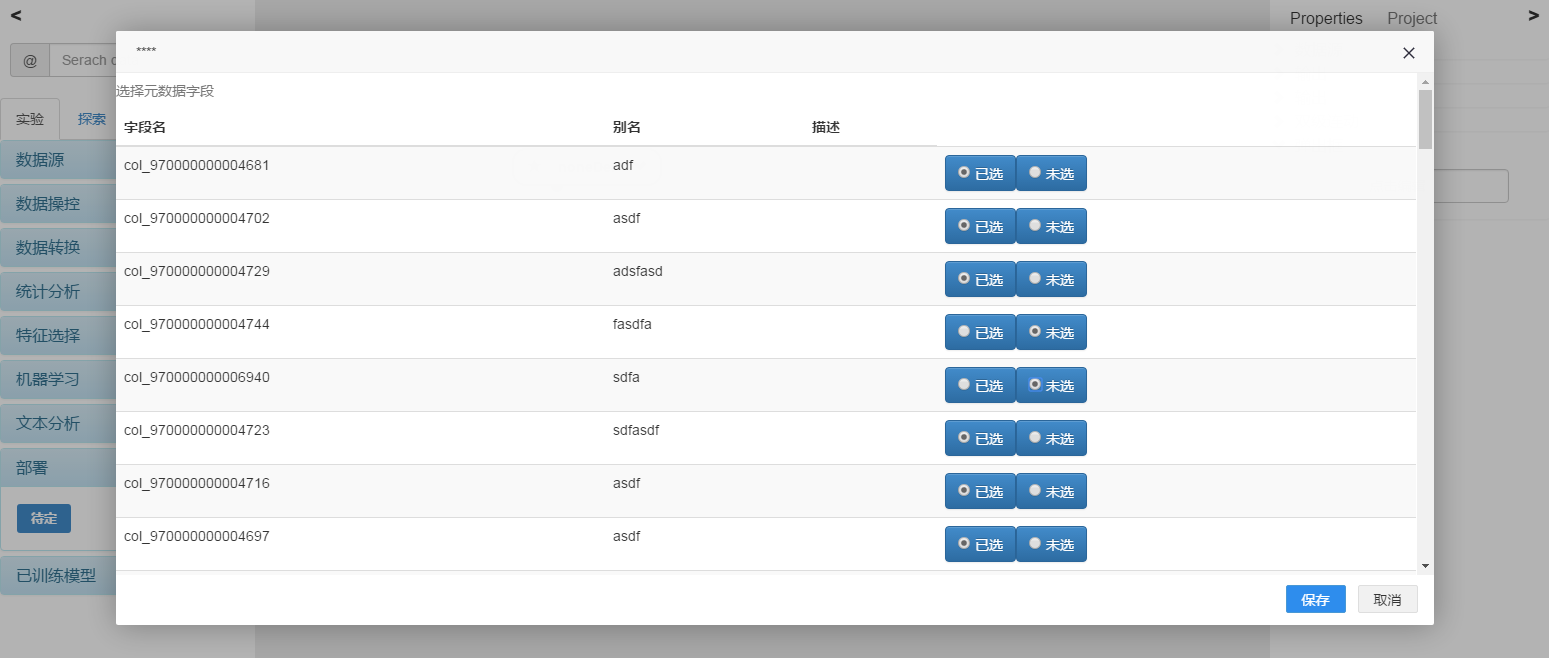 <
Properties Project >
****
@ Serach
选择元数据字段
实验 探索
字段名 别名 描述
数据源
col_970000000004681 adf 已选 未选
数据操控
col_970000000004702 asdf 已选 未选
数据转换
col_970000000004729 adsfasd 已选 未选
统计分析
col_970000000004744 fasdfa 已选 未选
特征选择
col_970000000006940 sdfa 已选 未选
机器学习
col_970000000004723 sdfasdf 已选 未选
文本分析
部署
col_970000000004716 asdf 已选 未选
待定
col_970000000004697 asdf 已选 未选
已训练模型
保存 取消